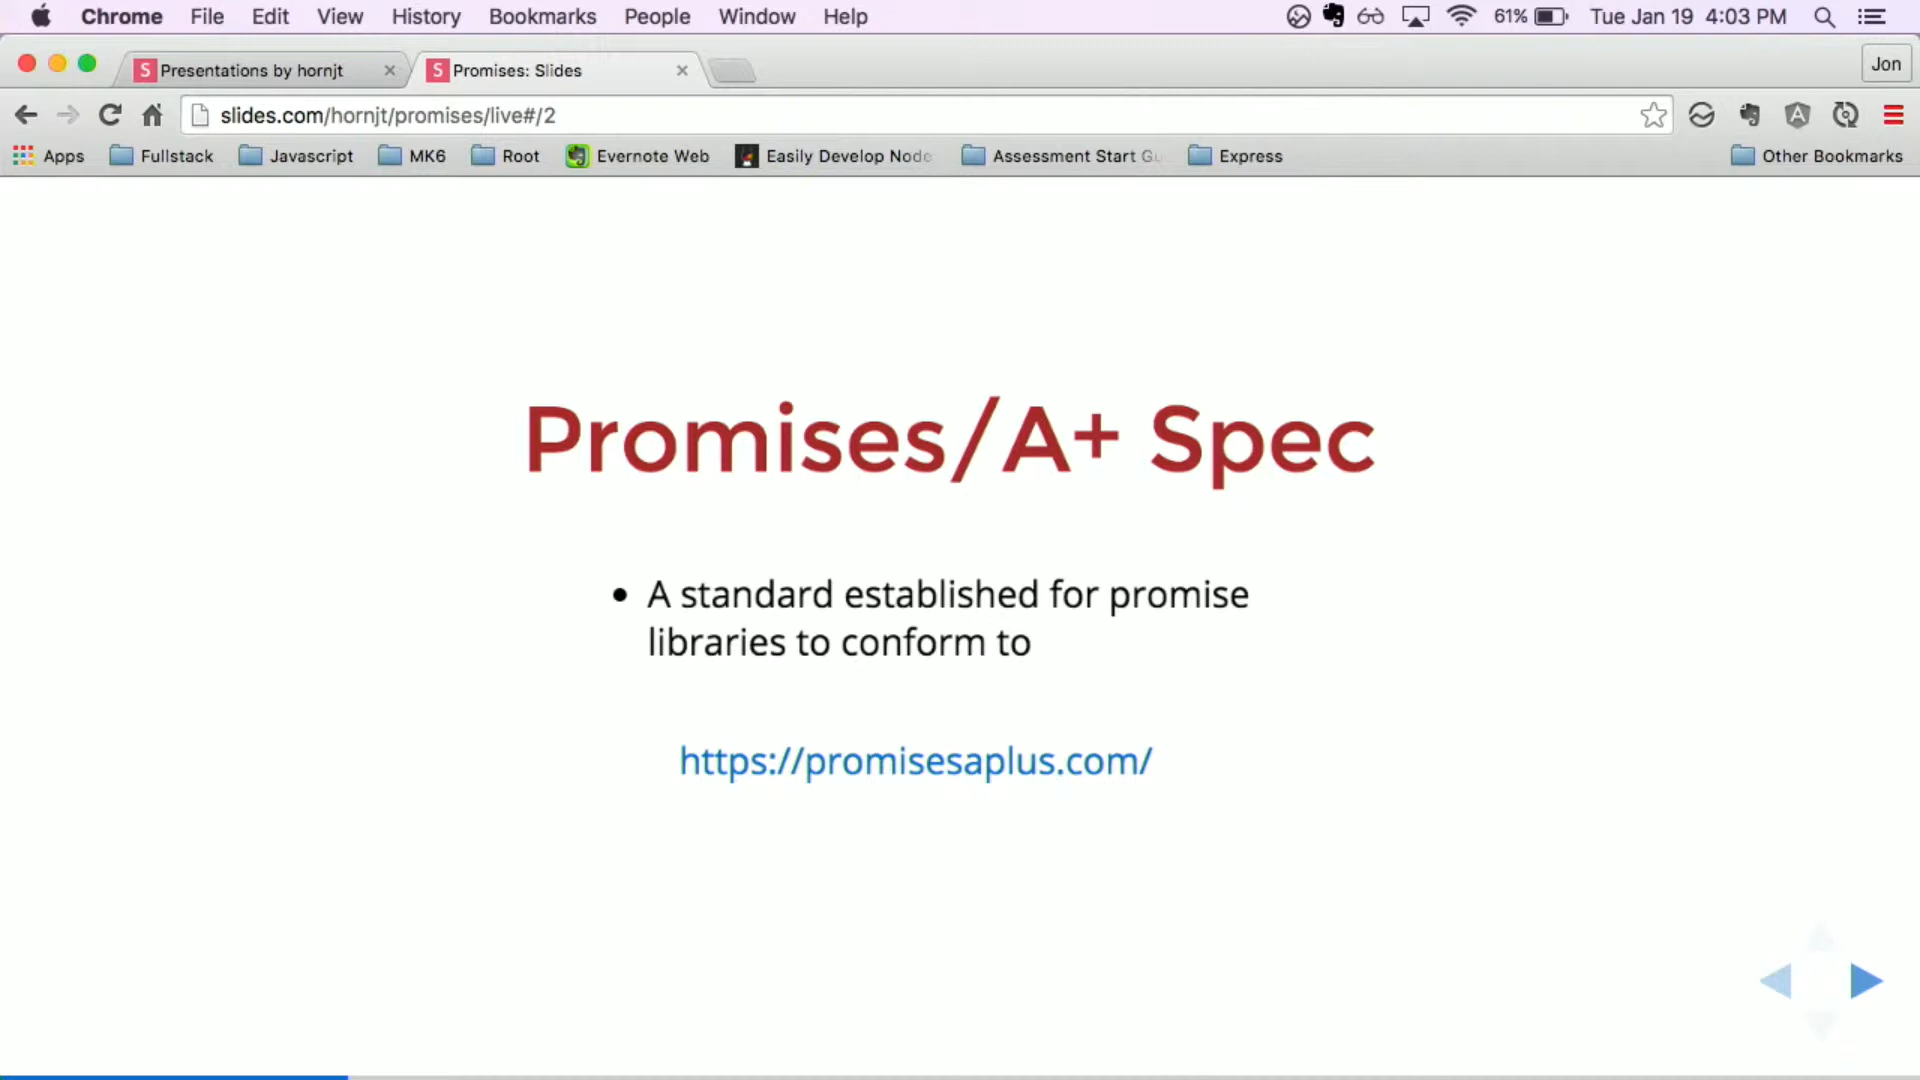 Chrome File Edit View History Bookmarks People Window Help 61% Tue Jan 19 4:03 PM
S Presentations by hornjt S Promises: Slides Jon
slides.com/hornjt/promises/live#/2
Apps Fullstack Javascript MK6 Root Evernote Web Easily Develop Node Assessment Start Gu Express Other Bookmarks
Promises/A+ Spec
• A standard established for promise
libraries to conform to
https://promisesaplus.com/